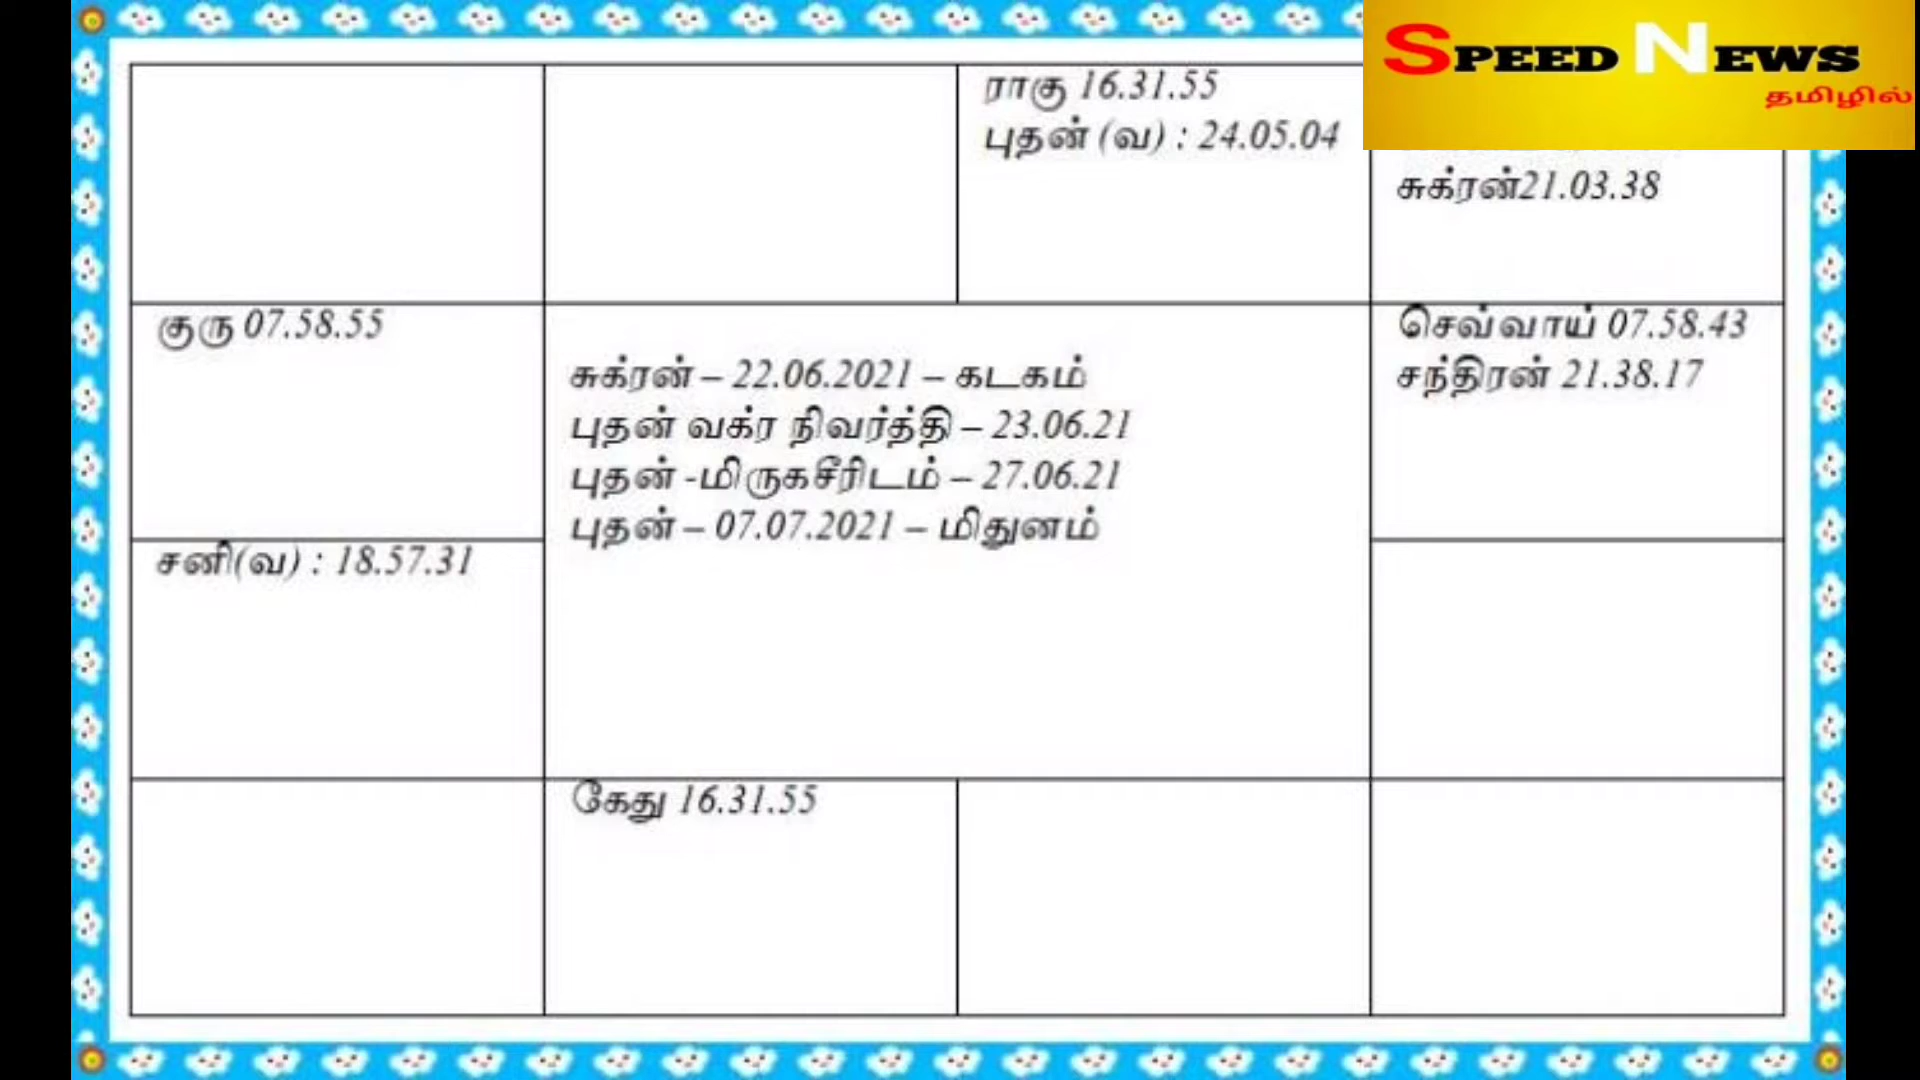 SPEED NEWS
தமிழில்
ராகு 16.31.55
புதன் (வ) : 24.05.04
சுக்ரன்21.03.38
குரு 07.58.55
செவ்வாய் 07.58.43
சந்திரன் 21.38.17
சுக்ரன் – 22.06.2021 – கடகம்
புதன் வக்ர நிவர்த்தி – 23.06.21
புதன் -மிருகசீரிடம் – 27.06.21
புதன் – 07.07.2021 – மிதுனம்
சனி(வ) : 18.57.31
கேது 16.31.55